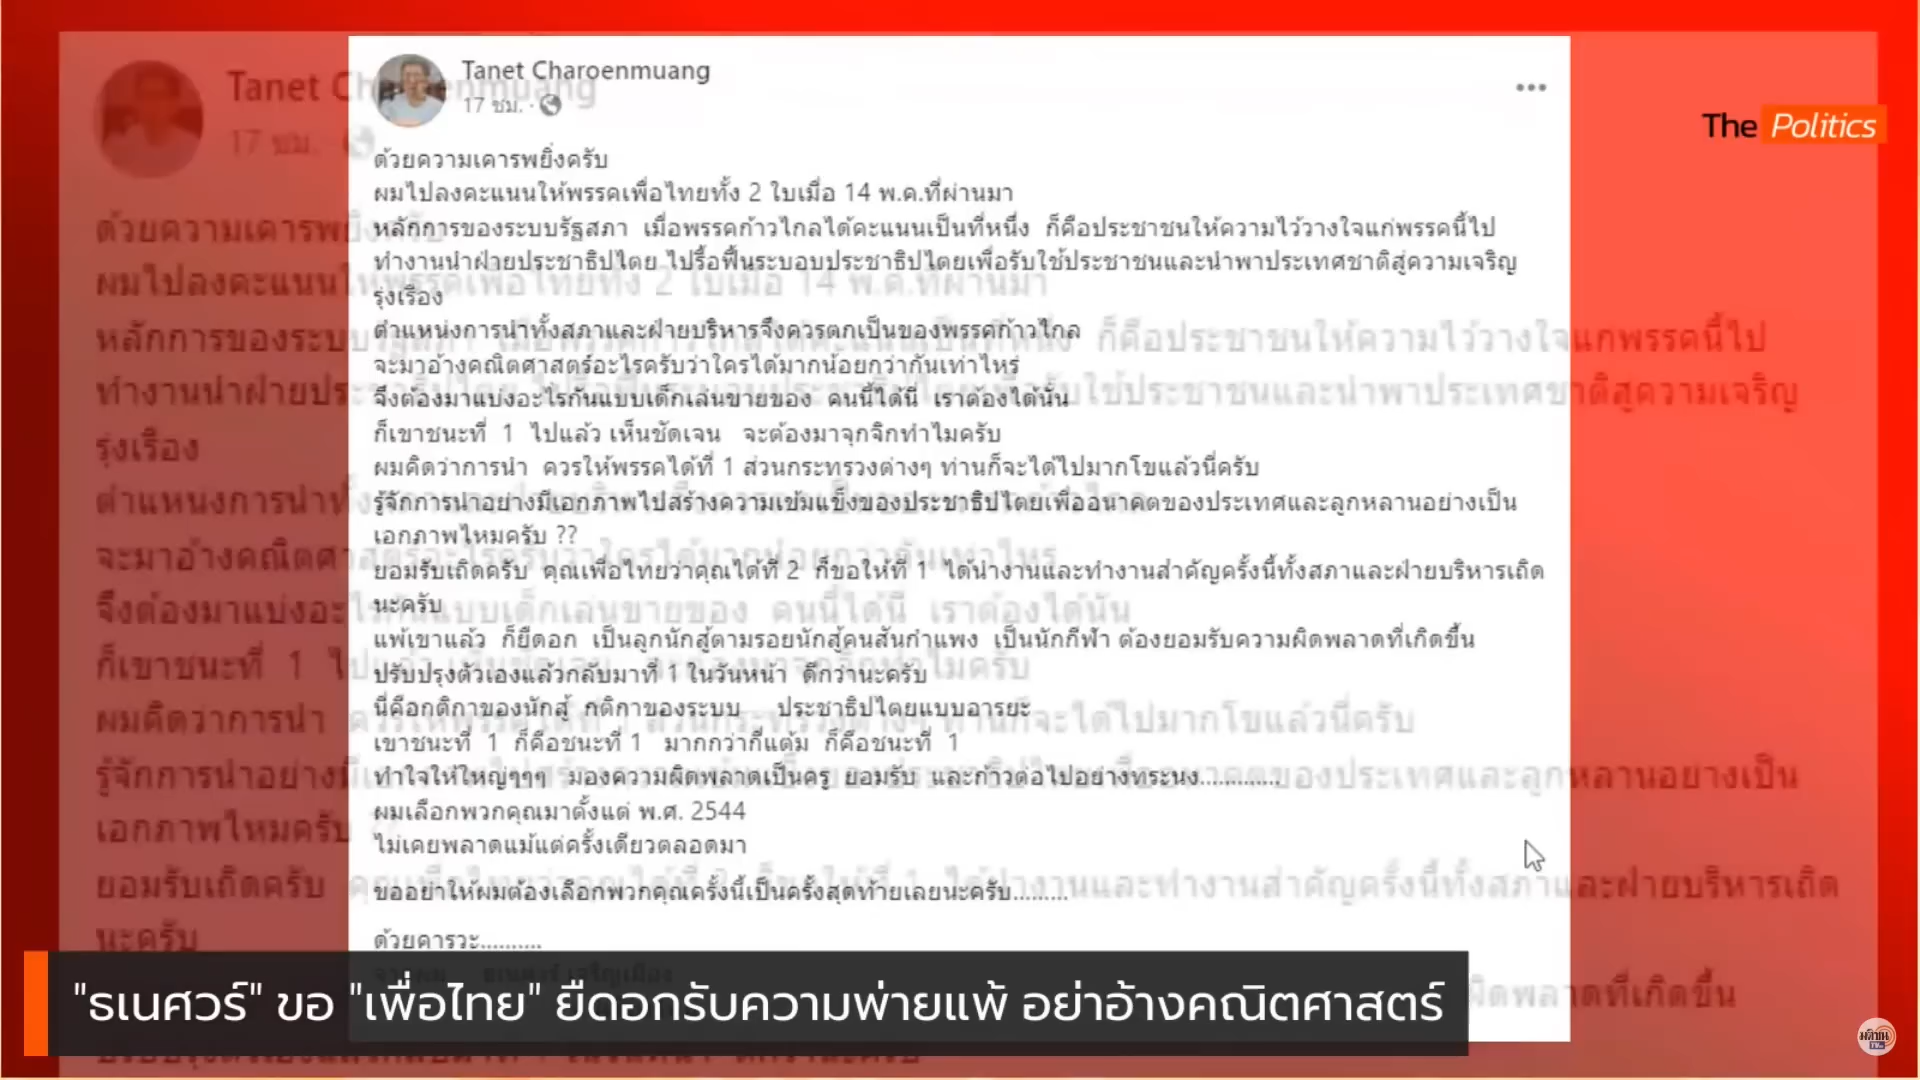 Tanet Charoenmuang
17 ชม.
The Politics
ด้วยความเคารพยิ่งครับ
ผมไปลงคะแนนให้พรรคเพื่อไทยทั้ง 2 ใบเมื่อ 14 พ.ค.ที่ผ่านมา
หลักการของระบบรัฐสภา เมื่อพรรคก้าวไกลได้คะแนนเป็นที่หนึ่ง ก็คือประชาชนให้ความไว้วางใจแก่พรรคนี้ไป
ทำงานนำฝ่ายประชาธิปไตย ไปรื้อฟื้นระบอบประชาธิปไตยเพื่อรับใช้ประชาชนและนำพาประเทศชาติสู่ความเจริญ
รุ่งเรือง
ตำแหน่งการนำทั้งสภาและฝ่ายบริหารจึงควรตกเป็นของพรรคก้าวไกล
จะมาอ้างคณิตศาสตร์อะไรครับว่าใครได้มากน้อยกว่ากันเท่าไหร่
จึงต้องมาแบ่งอะไรกันแบบเด็กเล่นขายของ คนนี้ได้นี่ เราต้องได้นั่น
ก็เขาชนะที่ 1 ไปแล้ว เห็นชัดเจน จะต้องมาจุกจิกทำไมครับ
ผมคิดว่าการนำ ควรให้พรรคได้ที่ 1 ส่วนกระทรวงต่างๆ ท่านก็จะได้ไปมากโขแล้วนี่ครับ
รู้จักการนำอย่างมีเอกภาพไปสร้างความเข้มแข็งของประชาธิปไตยเพื่ออนาคตของประเทศและลูกหลานอย่างเป็น
เอกภาพไหมครับ ??
ยอมรับเถิดครับ คุณเพื่อไทยว่าคุณได้ที่ 2 ก็ขอให้ที่ 1 ได้นำงานและทำงานสำคัญครั้งนี้ทั้งสภาและฝ่ายบริหารเถิด
นะครับ
แพ้เขาแล้ว ก็ยืดอก เป็นลูกนักสู้ตามรอยนักสู้คนสันกำแพง เป็นนักกีฬา ต้องยอมรับความผิดพลาดที่เกิดขึ้น
ปรับปรุงตัวเองแล้วกลับมาที่ 1 ในวันหน้า ดีกว่านะครับ
นี่คือกติกาของนักสู้ กติกาของระบบ ประชาธิปไตยแบบอารยะ
เขาชนะที่ 1 ก็คือชนะที่ 1 มากกว่ากี่แต้ม ก็คือชนะที่ 1
ทำใจให้ใหญ่ๆๆๆ มองความผิดพลาดเป็นครู ยอมรับ และก้าวต่อไปอย่างทระนง............
ผมเลือกพวกคุณมาตั้งแต่ พ.ศ. 2544
ไม่เคยพลาดแม้แต่ครั้งเดียวตลอดมา
ขออย่าให้ผมต้องเลือกพวกคุณครั้งนี้เป็นครั้งสุดท้ายเลยนะครับ.........
ด้วยคารวะ..........
"ธเนศวร์" ขอ "เพื่อไทย" ยืดอกรับความพ่ายแพ้ อย่าอ้างคณิตศาสตร์
มติชน